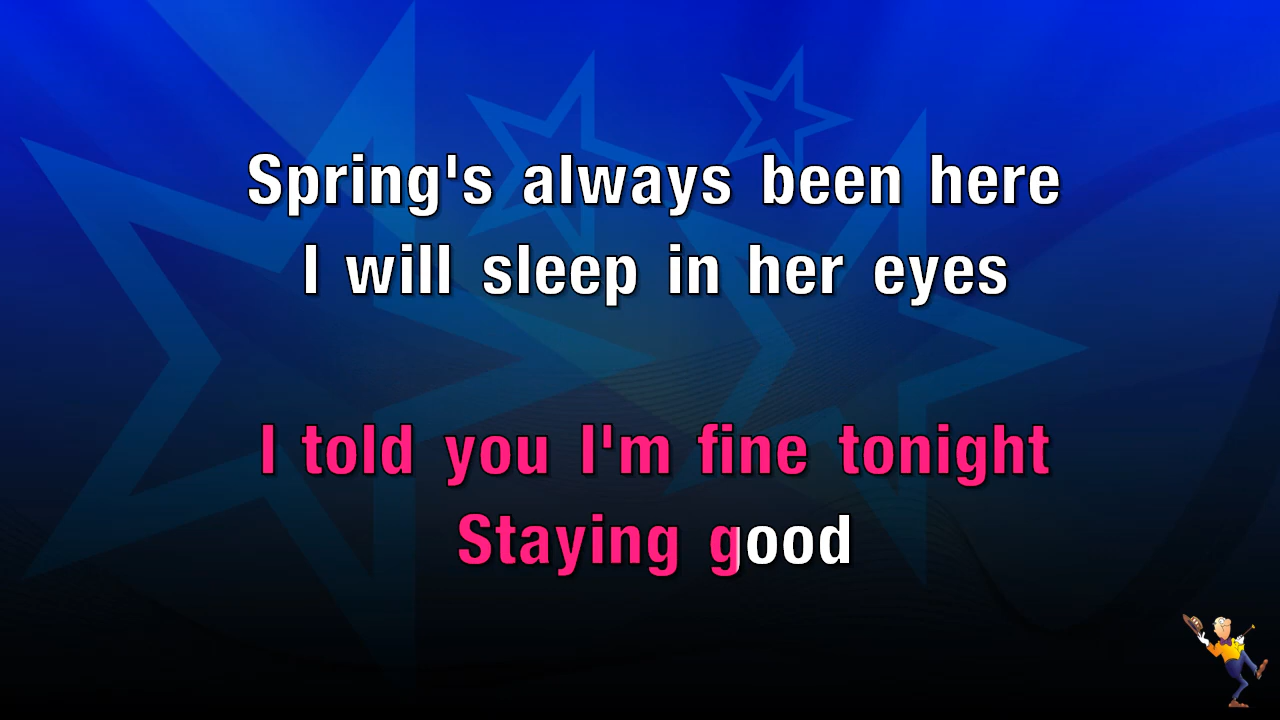 Spring's always been here
I will sleep in her eyes
I told you I'm fine tonight
Staying good